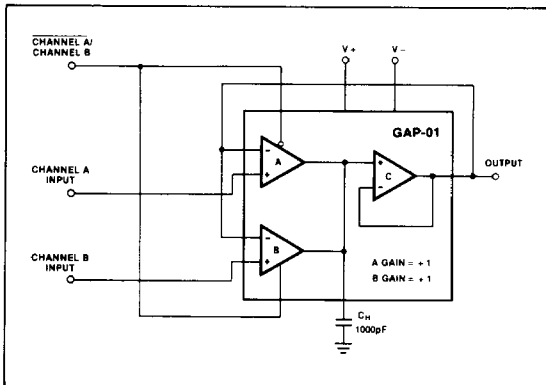 CHANNEL A/
CHANNEL B
V+
V−
GAP-01
−
A
+
CHANNEL A
INPUT
+
C
−
OUTPUT
−
B
+
CHANNEL B
INPUT
A GAIN = +1
B GAIN = +1
CH
1000pF